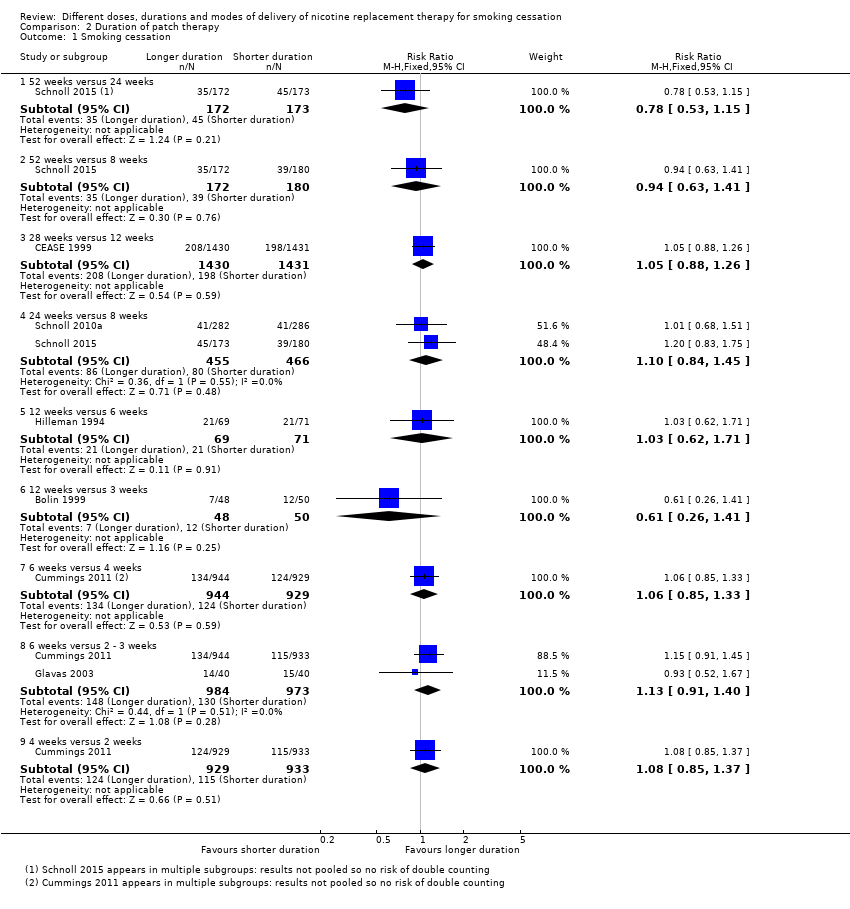 Review: Different doses, durations and modes of delivery of nicotine replacement therapy for smoking cessation
Comparison: 2 Duration of patch therapy
Outcome: 1 Smoking cessation
Study or subgroup Longer duration Shorter duration Risk Ratio Weight Risk Ratio
n/N n/N M-H,Fixed,95% CI M-H,Fixed,95% CI
1 52 weeks versus 24 weeks
Schnoll 2015 (1) 35/172 45/173 100.0 % 0.78 [ 0.53, 1.15 ]
Subtotal (95% CI) 172 173 100.0 % 0.78 [ 0.53, 1.15 ]
Total events: 35 (Longer duration), 45 (Shorter duration)
Heterogeneity: not applicable
Test for overall effect: Z = 1.24 (P = 0.21)
2 52 weeks versus 8 weeks
Schnoll 2015 35/172 39/180 100.0 % 0.94 [ 0.63, 1.41 ]
Subtotal (95% CI) 172 180 100.0 % 0.94 [ 0.63, 1.41 ]
Total events: 35 (Longer duration), 39 (Shorter duration)
Heterogeneity: not applicable
Test for overall effect: Z = 0.30 (P = 0.76)
3 28 weeks versus 12 weeks
CEASE 1999 208/1430 198/1431 100.0 % 1.05 [ 0.88, 1.26 ]
Subtotal (95% CI) 1430 1431 100.0 % 1.05 [ 0.88, 1.26 ]
Total events: 208 (Longer duration), 198 (Shorter duration)
Heterogeneity: not applicable
Test for overall effect: Z = 0.54 (P = 0.59)
4 24 weeks versus 8 weeks
Schnoll 2010a 41/282 41/286 51.6 % 1.01 [ 0.68, 1.51 ]
Schnoll 2015 45/173 39/180 48.4 % 1.20 [ 0.83, 1.75 ]
Subtotal (95% CI) 455 466 100.0 % 1.10 [ 0.84, 1.45 ]
Total events: 86 (Longer duration), 80 (Shorter duration)
Heterogeneity: Chi² = 0.36, df = 1 (P = 0.55); I² =0.0%
Test for overall effect: Z = 0.71 (P = 0.48)
5 12 weeks versus 6 weeks
Hilleman 1994 21/69 21/71 100.0 % 1.03 [ 0.62, 1.71 ]
Subtotal (95% CI) 69 71 100.0 % 1.03 [ 0.62, 1.71 ]
Total events: 21 (Longer duration), 21 (Shorter duration)
Heterogeneity: not applicable
Test for overall effect: Z = 0.11 (P = 0.91)
6 12 weeks versus 3 weeks
Bolin 1999 7/48 12/50 100.0 % 0.61 [ 0.26, 1.41 ]
Subtotal (95% CI) 48 50 100.0 % 0.61 [ 0.26, 1.41 ]
Total events: 7 (Longer duration), 12 (Shorter duration)
Heterogeneity: not applicable
Test for overall effect: Z = 1.16 (P = 0.25)
7 6 weeks versus 4 weeks
Cummings 2011 (2) 134/944 124/929 100.0 % 1.06 [ 0.85, 1.33 ]
Subtotal (95% CI) 944 929 100.0 % 1.06 [ 0.85, 1.33 ]
Total events: 134 (Longer duration), 124 (Shorter duration)
Heterogeneity: not applicable
Test for overall effect: Z = 0.53 (P = 0.59)
8 6 weeks versus 2 - 3 weeks
Cummings 2011 134/944 115/933 88.5 % 1.15 [ 0.91, 1.45 ]
Glavas 2003 14/40 15/40 11.5 % 0.93 [ 0.52, 1.67 ]
Subtotal (95% CI) 984 973 100.0 % 1.13 [ 0.91, 1.40 ]
Total events: 148 (Longer duration), 130 (Shorter duration)
Heterogeneity: Chi² = 0.44, df = 1 (P = 0.51); I² =0.0%
Test for overall effect: Z = 1.08 (P = 0.28)
9 4 weeks versus 2 weeks
Cummings 2011 124/929 115/933 100.0 % 1.08 [ 0.85, 1.37 ]
Subtotal (95% CI) 929 933 100.0 % 1.08 [ 0.85, 1.37 ]
Total events: 124 (Longer duration), 115 (Shorter duration)
Heterogeneity: not applicable
Test for overall effect: Z = 0.66 (P = 0.51)
0.2 0.5 1 2 5
Favours shorter duration Favours longer duration
(1) Schnoll 2015 appears in multiple subgroups: results not pooled so no risk of double counting
(2) Cummings 2011 appears in multiple subgroups: results not pooled so no risk of double counting